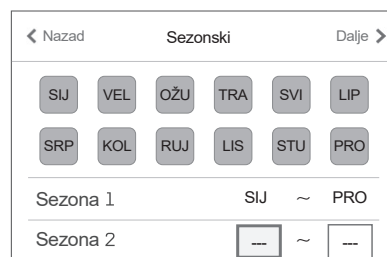 Nazad Sezonski Dalje
SIJ VEL OŽU TRA SVI LIP
SRP KOL RUJ LIS STU PRO
Sezona 1 SIJ ~ PRO
Sezona 2 --- ~ ---